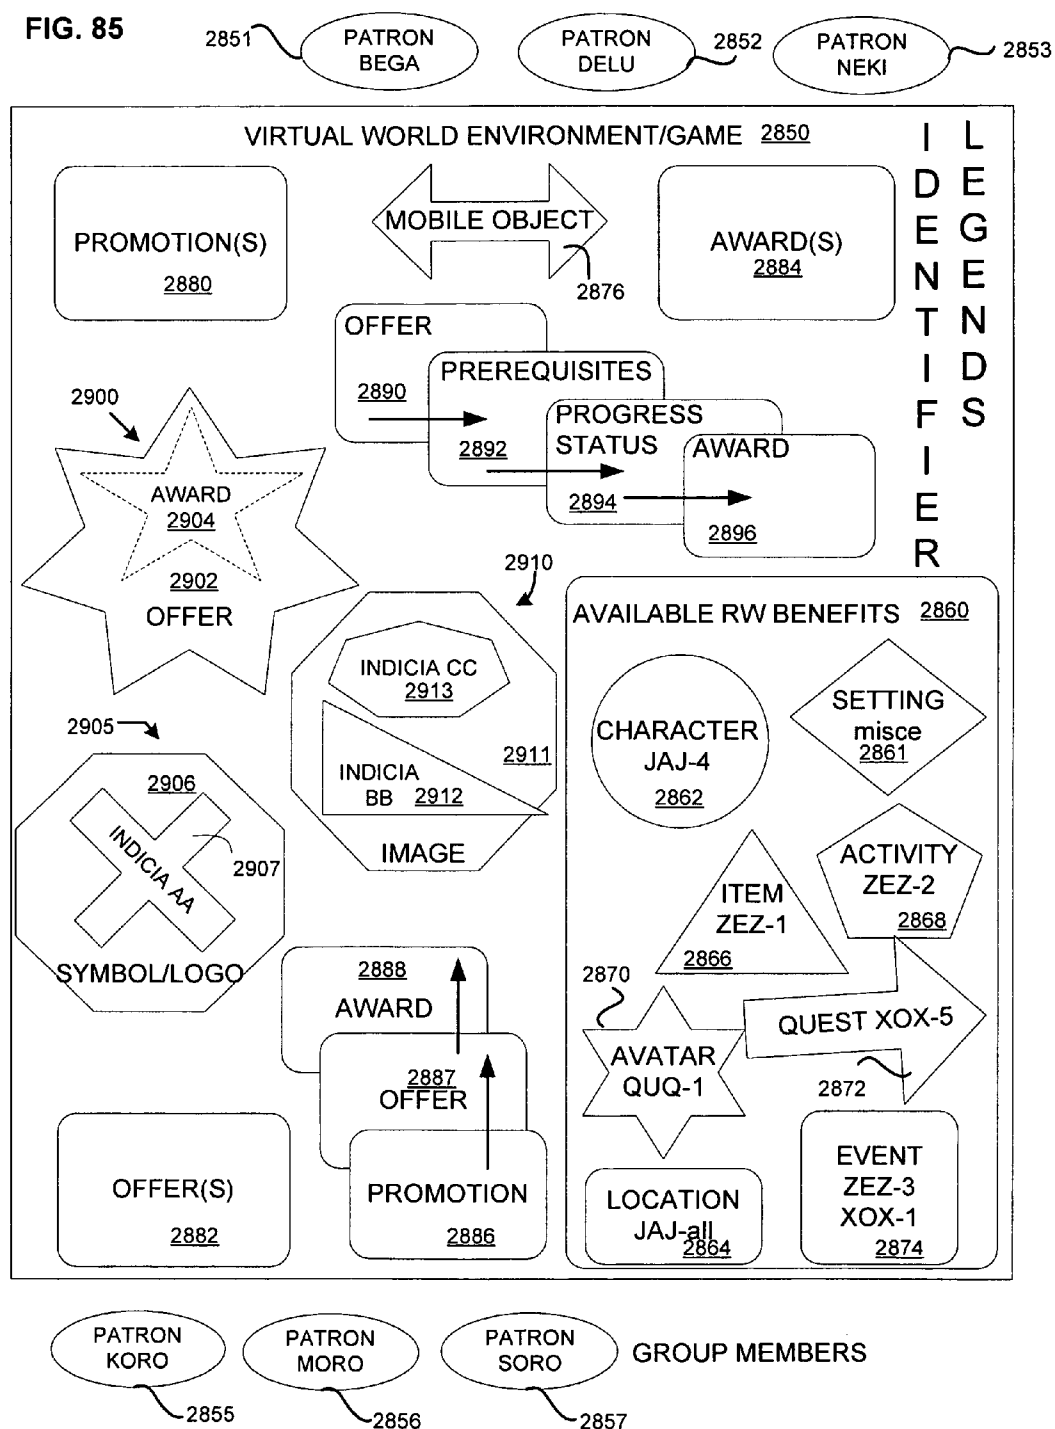 FIG. 85
2851
PATRON
BEGA
PATRON
DELU
2852
PATRON
NEKI
2853
VIRTUAL WORLD ENVIRONMENT/GAME 2850
IDENTIFIER
LEGENDS
PROMOTION(S)
2880
MOBILE OBJECT
2876
AWARD(S)
2884
OFFER
2890
PREREQUISITES
2892
PROGRESS
STATUS
2894
AWARD
2896
2900
AWARD
2904
2902
OFFER
2910
INDICIA CC
2913
2911
INDICIA
BB 2912
IMAGE
2905
2906
INDICIA AA
2907
SYMBOL/LOGO
AVAILABLE RW BENEFITS 2860
CHARACTER
JAJ-4
2862
SETTING
misce
2861
ITEM
ZEZ-1
2866
ACTIVITY
ZEZ-2
2868
2870
AVATAR
QUQ-1
QUEST XOX-5
2872
LOCATION
JAJ-all
2864
EVENT
ZEZ-3
XOX-1
2874
2888
AWARD
2887
OFFER
PROMOTION
2886
OFFER(S)
2882
PATRON
KORO
2855
PATRON
MORO
2856
PATRON
SORO
2857
GROUP MEMBERS